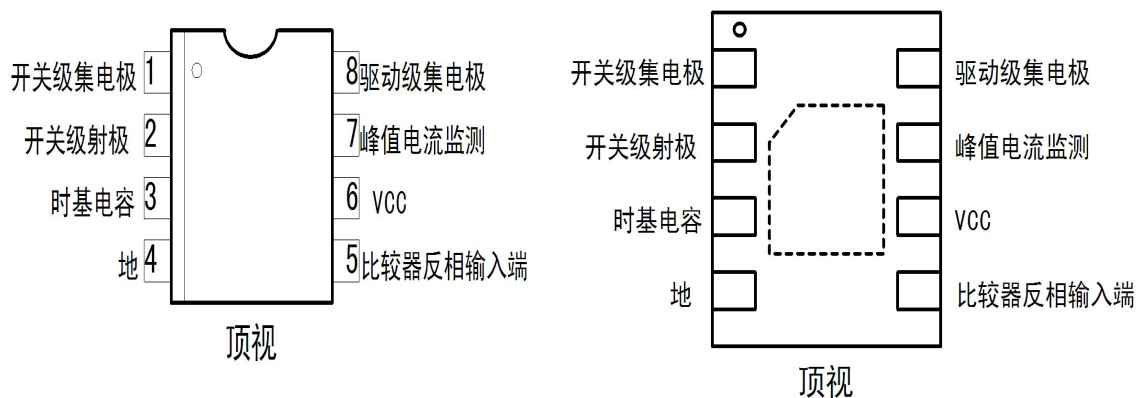 开关级集电极 1
8 驱动级集电极
开关级射极 2
7 峰值电流监测
时基电容 3
6 VCC
地 4
5 比较器反相输入端
顶视
开关级集电极
驱动级集电极
开关级射极
峰值电流监测
时基电容
VCC
地
比较器反相输入端
顶视